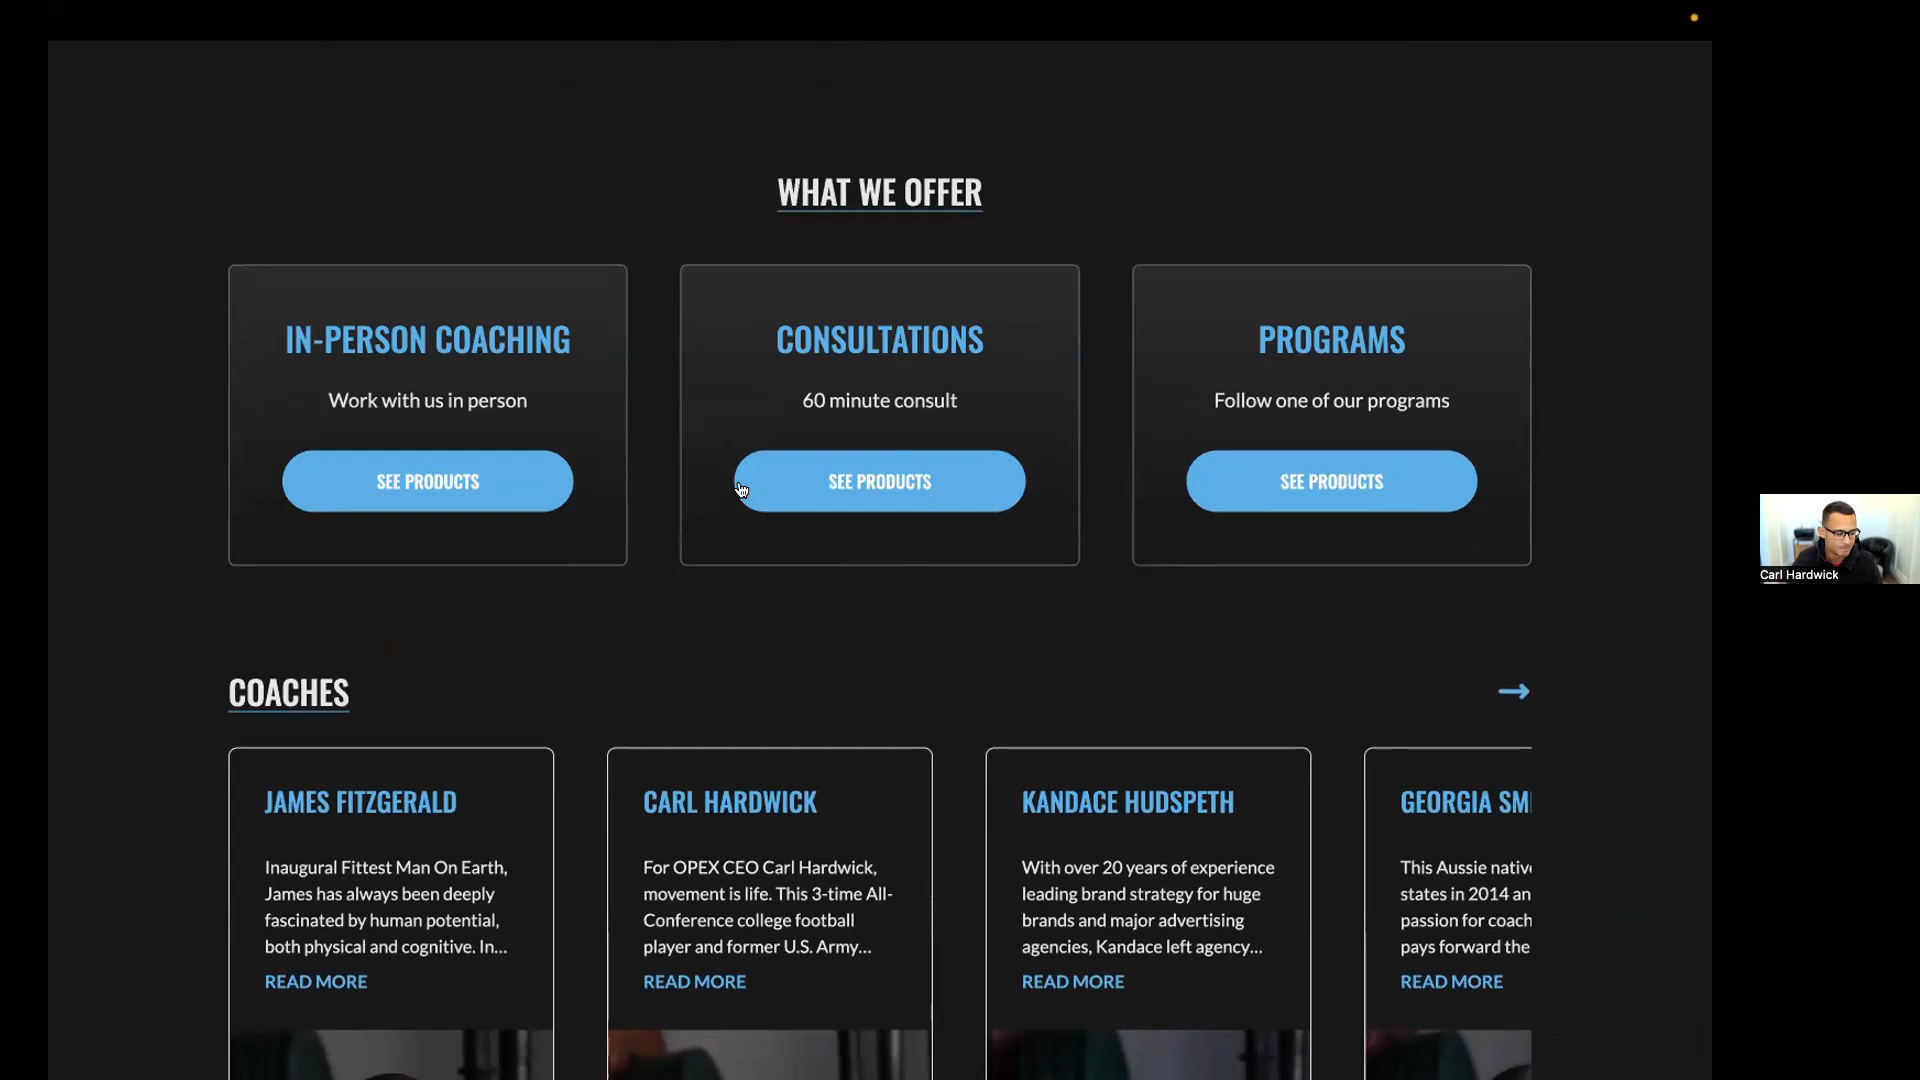 WHAT WE OFFER
IN-PERSON COACHING
Work with us in person
SEE PRODUCTS
CONSULTATIONS
60 minute consult
SEE PRODUCTS
PROGRAMS
Follow one of our programs
SEE PRODUCTS
Carl Hardwick
COACHES
JAMES FITZGERALD
Inaugural Fittest Man On Earth,
James has always been deeply
fascinated by human potential,
both physical and cognitive. In...
READ MORE
CARL HARDWICK
For OPEX CEO Carl Hardwick,
movement is life. This 3-time All-
Conference college football
player and former U.S. Army...
READ MORE
KANDACE HUDSPETH
With over 20 years of experience
leading brand strategy for huge
brands and major advertising
agencies, Kandace left agency...
READ MORE
GEORGIA SM
This Aussie native
states in 2014 an
passion for coach
pays forward the
READ MORE